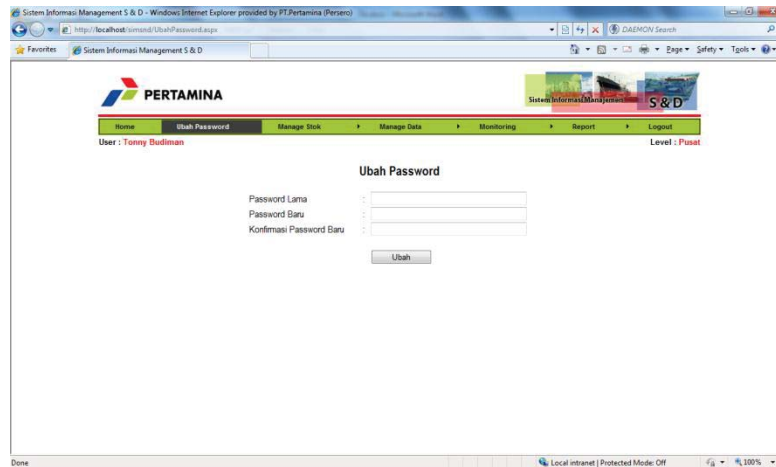 Sistem Informasi Management S & D - Windows Internet Explorer provided by PT.Pertamina (Persero)
http://localhost/simsnd/UbahPassword.aspx
DAEMON Search
Favorites Sistem Informasi Management S & D
Page Safety Tools
PERTAMINA
Sistem Informasi Manajemen S & D
Home Ubah Password Manage Stok Manage Data Monitoring Report Logout
User : Tonny Budiman Level : Pusat
Ubah Password
Password Lama :
Password Baru :
Konfirmasi Password Baru :
Ubah
Done Local intranet | Protected Mode: Off 100%